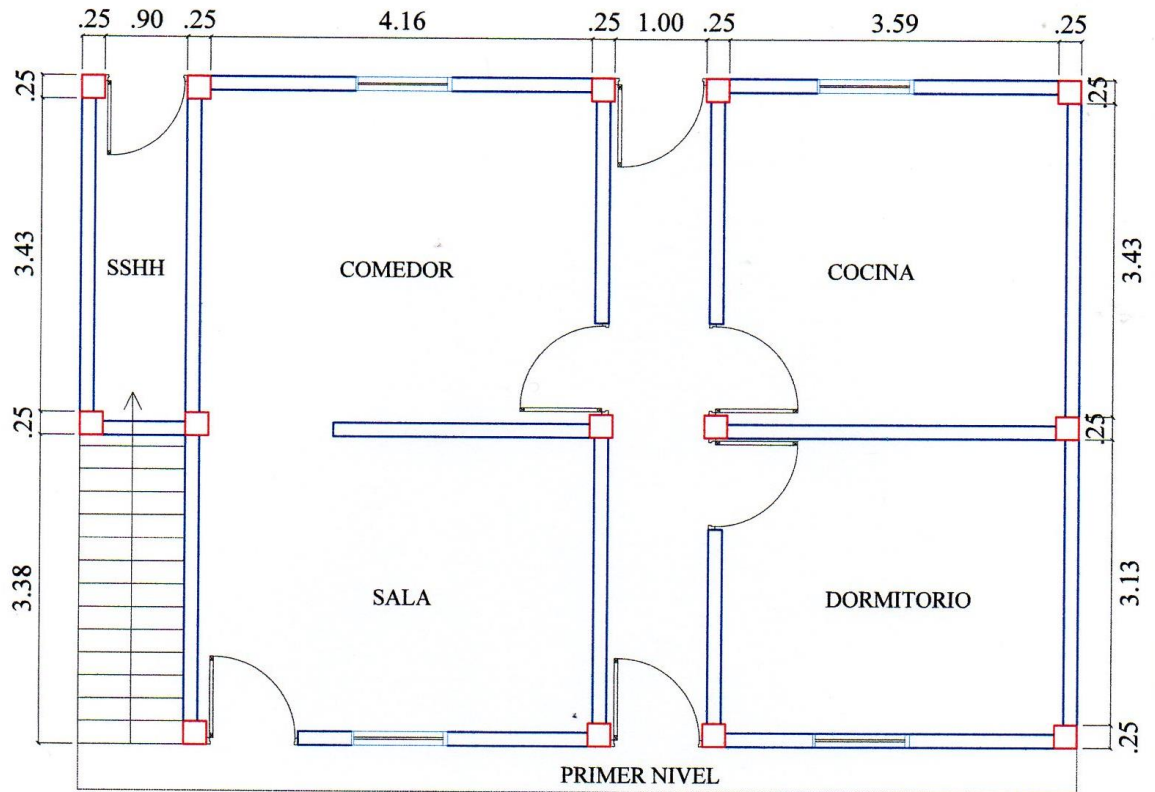 .25 .90 .25 4.16 .25 1.00 .25 3.59 .25
.25 .25
3.43 SSHH COMEDOR COCINA 3.43
.25 .25
3.38 SALA DORMITORIO 3.13
.25
PRIMER NIVEL